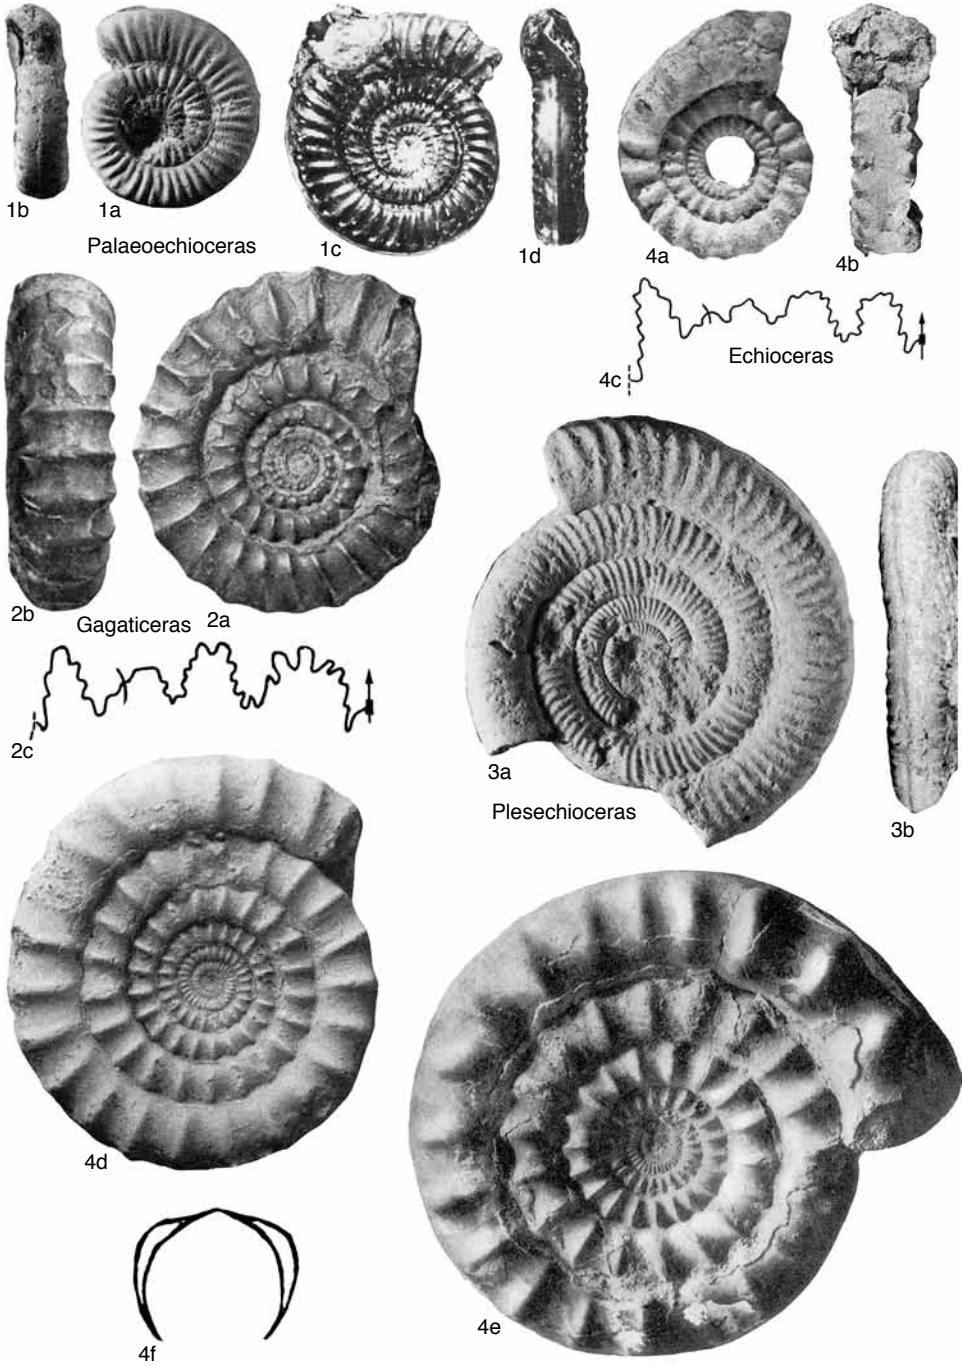 1b
1a
1c
1d
4a
4b
Palaeoechioceras
Echioceras
4c
2b
2a
Gagaticeras
2c
3a
3b
Plesechioceras
4d
4e
4f